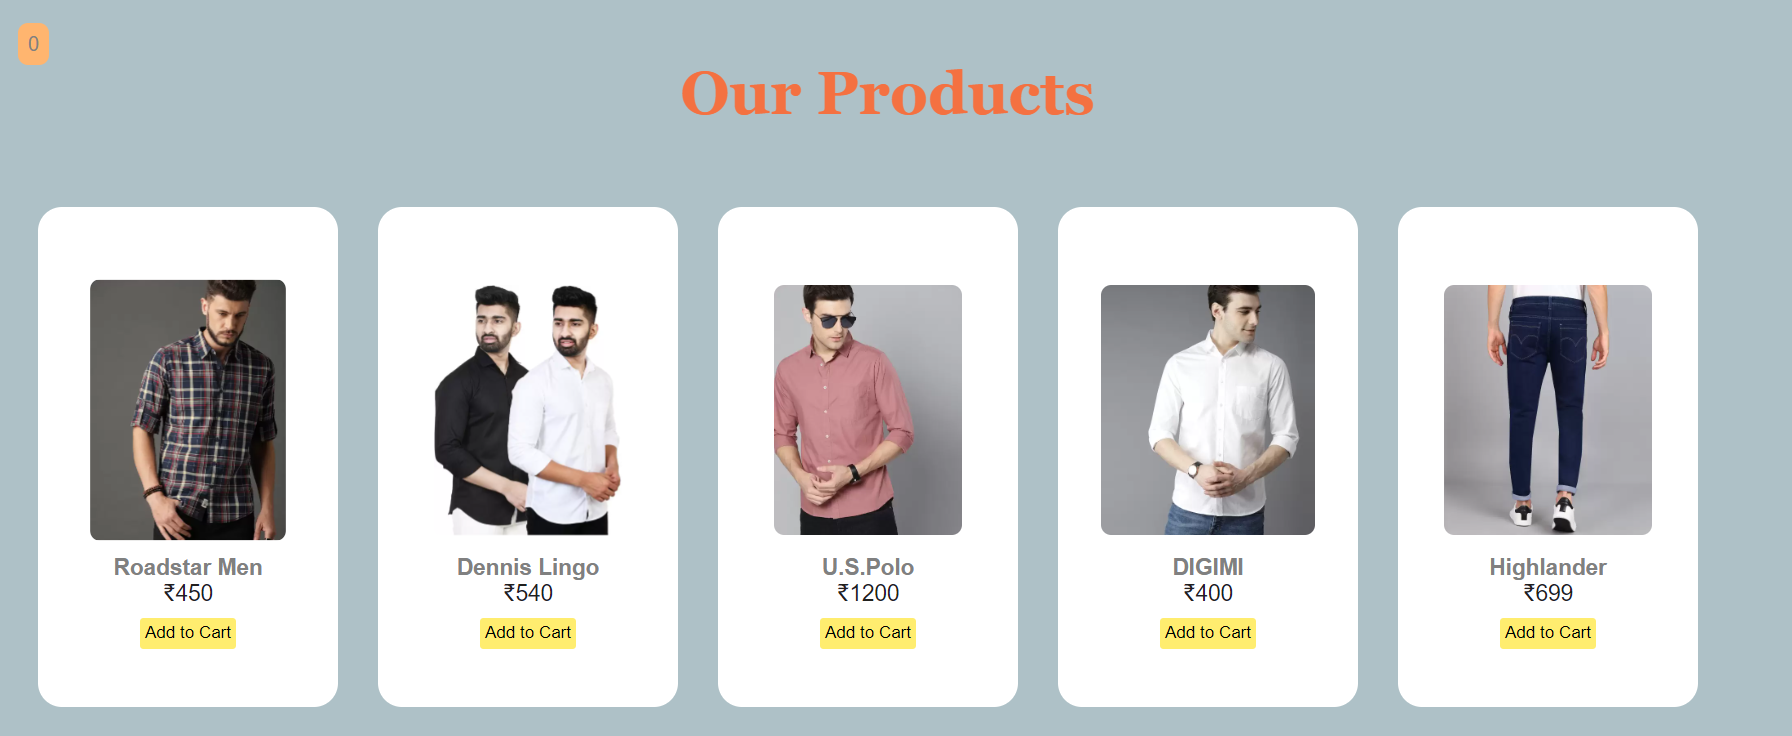 0
Our Products
Roadstar Men
₹450
Add to Cart
Dennis Lingo
₹540
Add to Cart
U.S.Polo
₹1200
Add to Cart
DIGIMI
₹400
Add to Cart
Highlander
₹699
Add to Cart